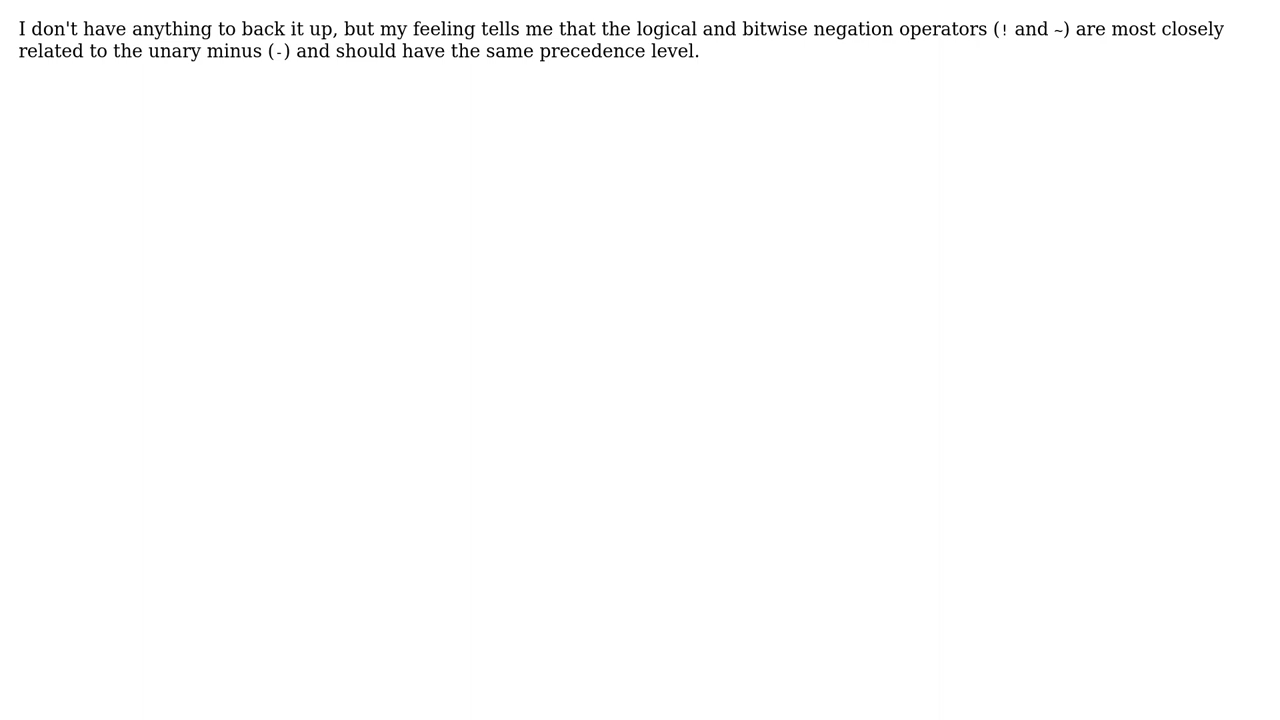 I don't have anything to back it up, but my feeling tells me that the logical and bitwise negation operators (! and ~) are most closely
related to the unary minus (-) and should have the same precedence level.